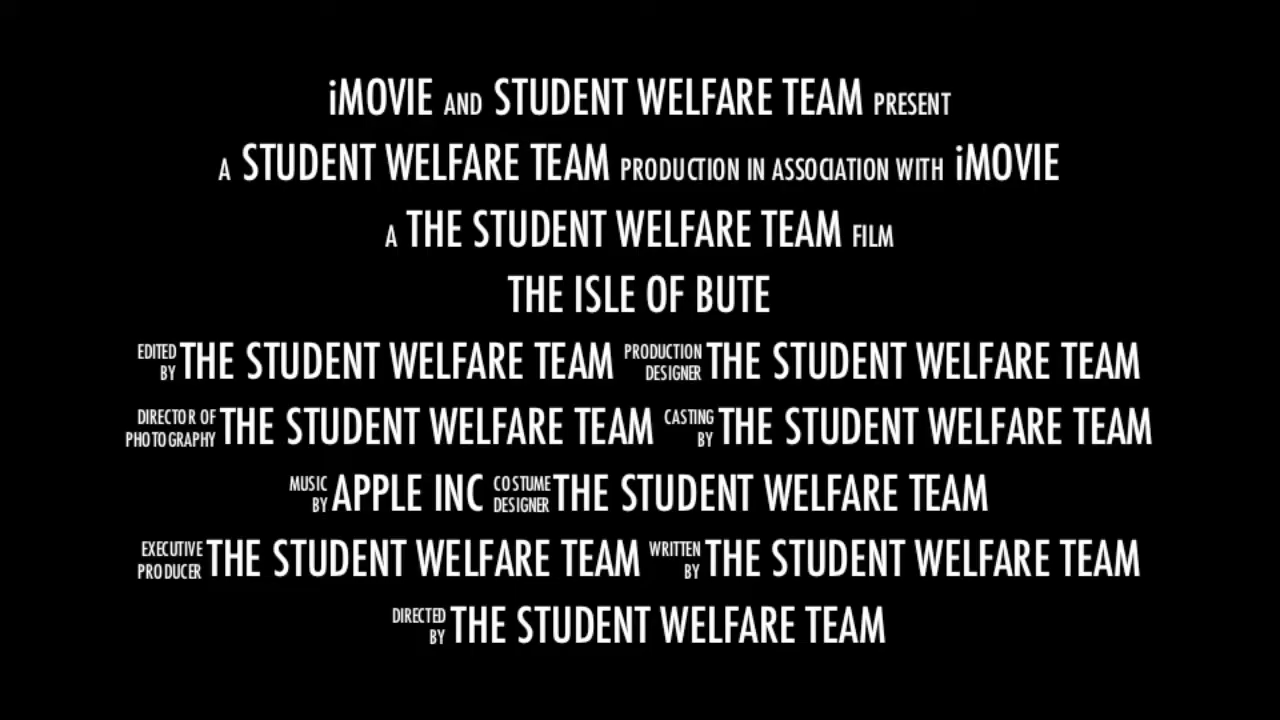 iMOVIE AND STUDENT WELFARE TEAM PRESENT
A STUDENT WELFARE TEAM PRODUCTION IN ASSOCIATION WITH iMOVIE
A THE STUDENT WELFARE TEAM FILM
THE ISLE OF BUTE
EDITED BY THE STUDENT WELFARE TEAM PRODUCTION DESIGNER THE STUDENT WELFARE TEAM
DIRECTOR OF PHOTOGRAPHY THE STUDENT WELFARE TEAM CASTING BY THE STUDENT WELFARE TEAM
MUSIC BY APPLE INC COSTUME DESIGNER THE STUDENT WELFARE TEAM
EXECUTIVE PRODUCER THE STUDENT WELFARE TEAM WRITTEN BY THE STUDENT WELFARE TEAM
DIRECTED BY THE STUDENT WELFARE TEAM